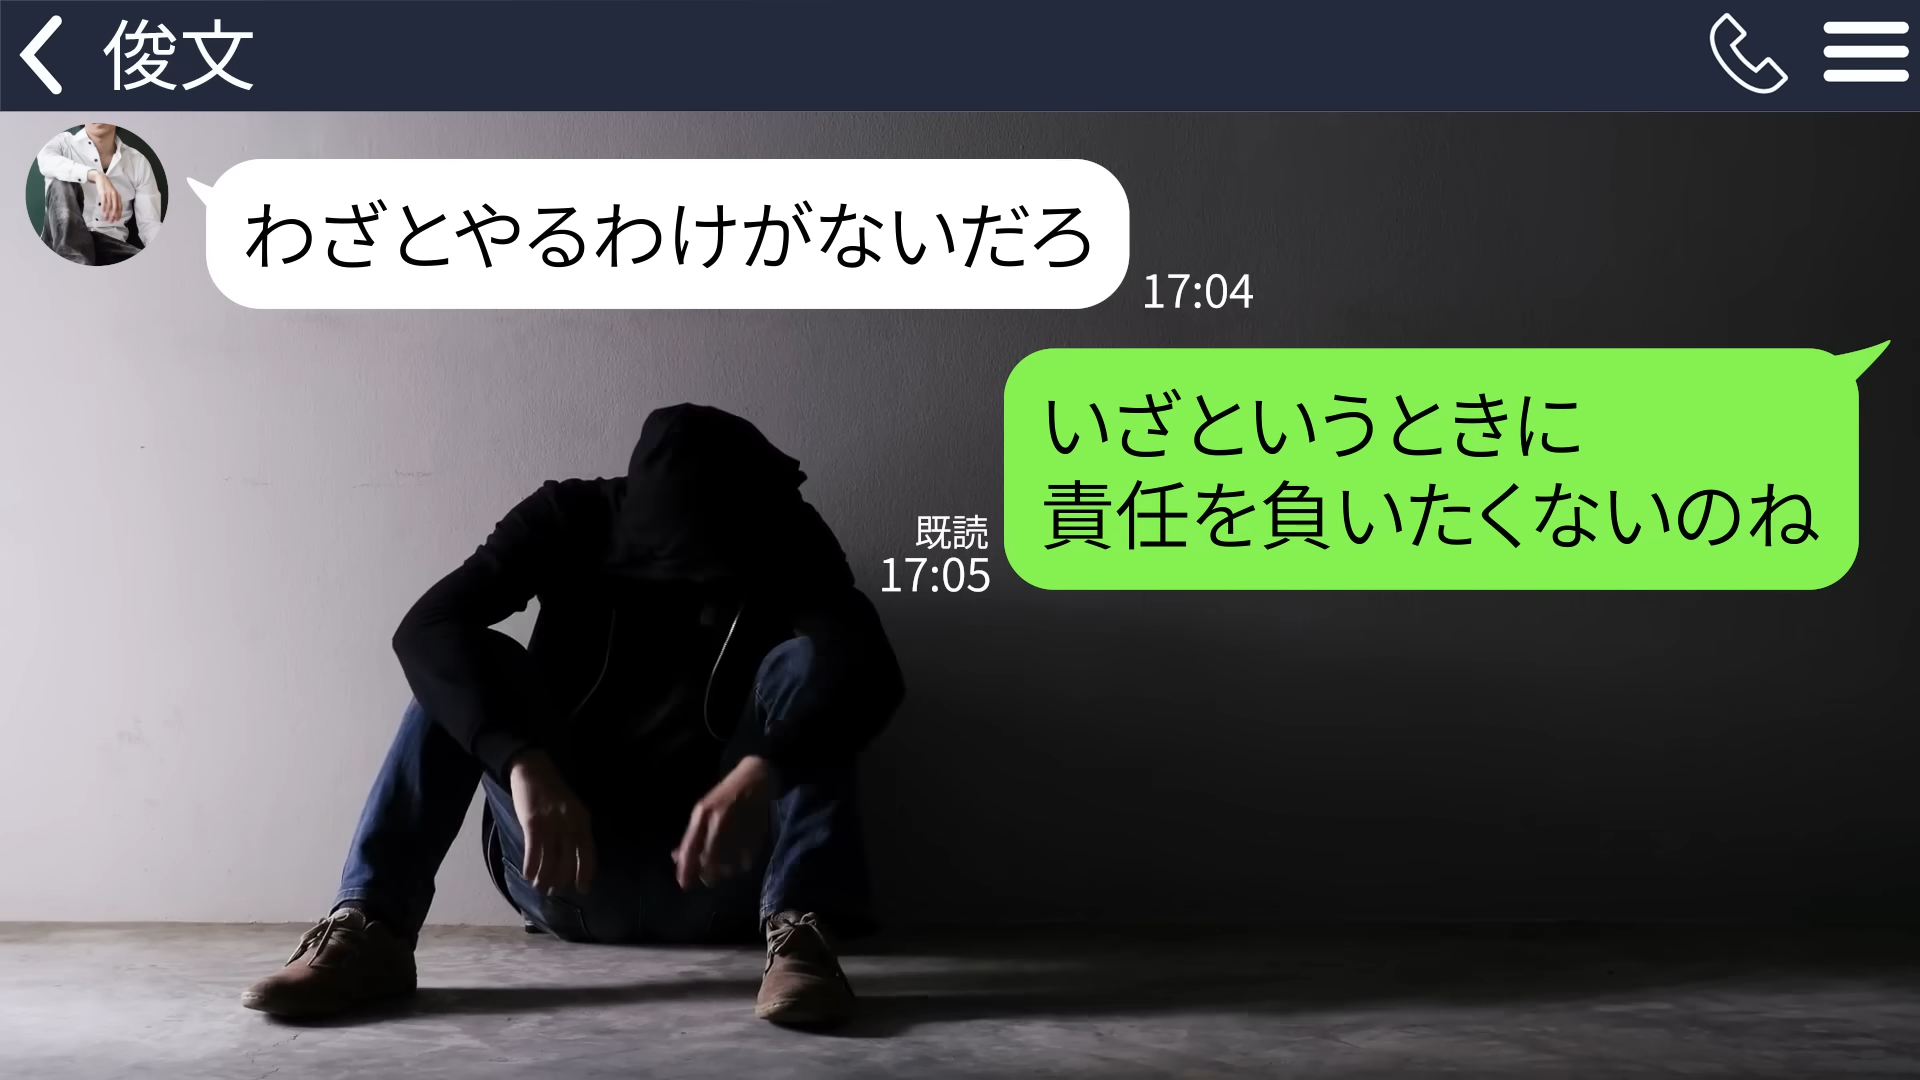 俊文
わざとやるわけがないだろ
17:04
いざというときに
責任を負いたくないのね
既読
17:05